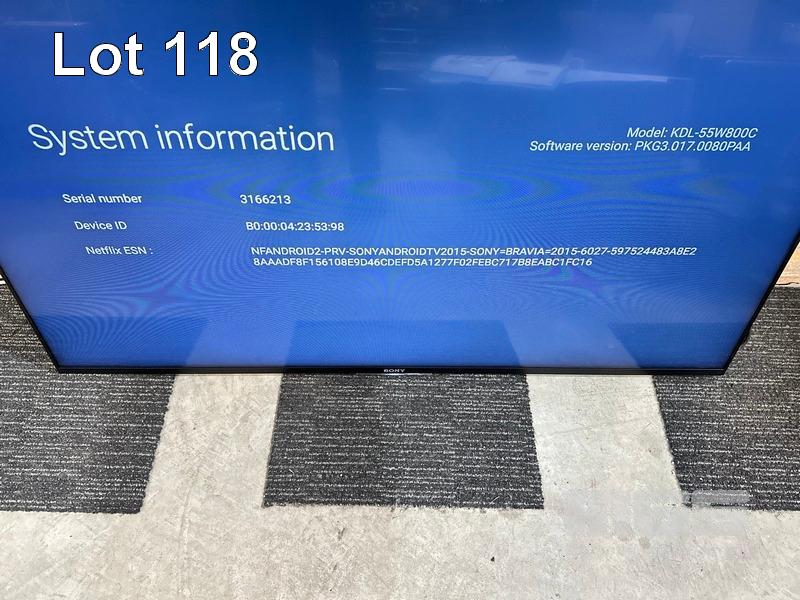 Lot 118
System information
Model: KDL-55W800C
Software version: PKG3.017.0080PAA
Serial number 3166213
Device ID B0:00:04:23:53:98
Netflix ESN : NFANDROID2-PRV-SONYANDROIDTV2015-SONY=BRAVIA=2015-6027-597524483A8E2
8AAADF8F156108E9D46CDEFD5A1277F02FEBC717B8EABC1FC16
SONY